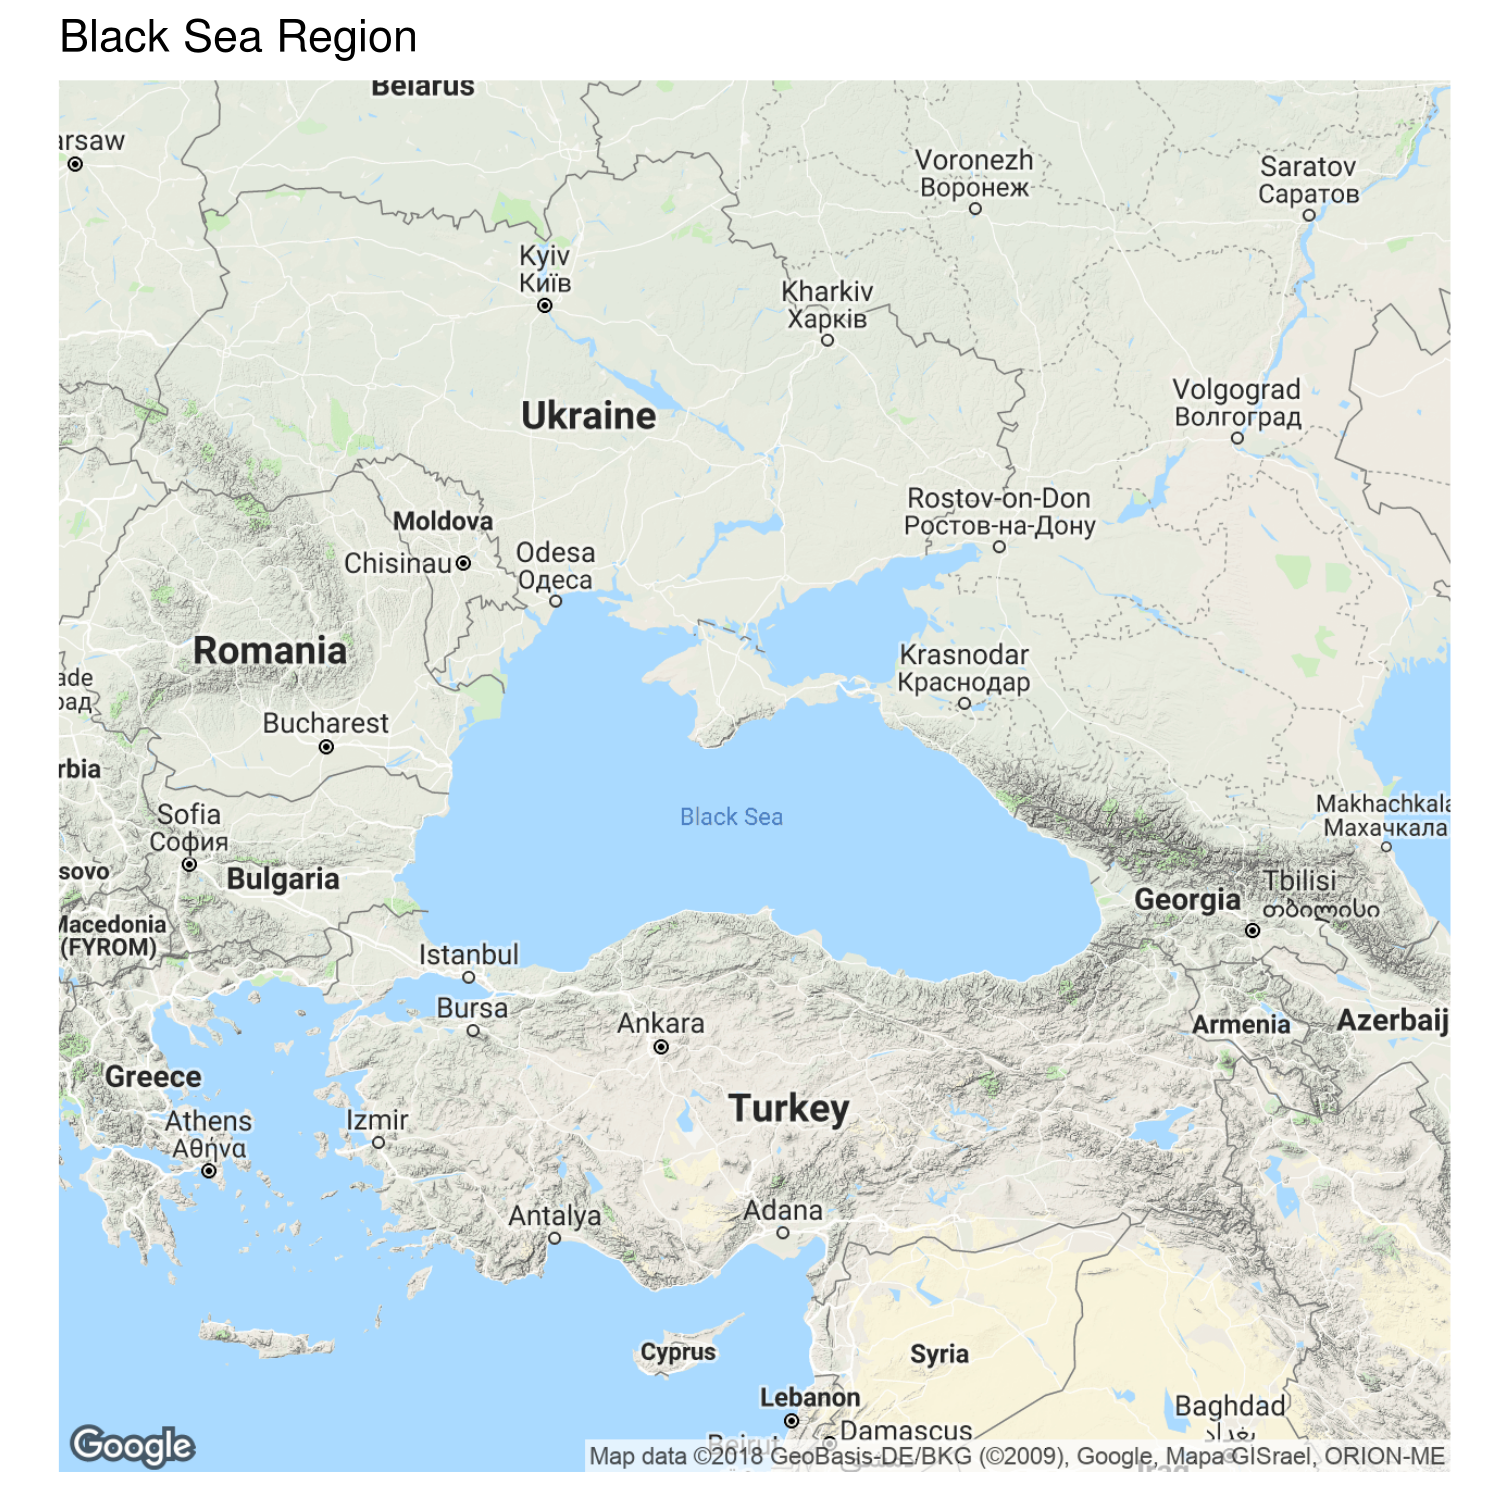 Black Sea Region
Belarus
arsaw
Voronezh
Воронеж
Saratov
Саратов
Kyiv
Київ
Kharkiv
Харків
Volgograd
Волгоград
Ukraine
Rostov-on-Don
Ростов-на-Дону
Moldova
Chisinau
Odesa
Одеса
Romania
Krasnodar
Краснодар
ade
рад
Bucharest
rbia
Sofia
София
Black Sea
Makhachkala
Махачкала
sovo
Bulgaria
Georgia
Tbilisi
თბილისი
Macedonia
(FYROM)
Istanbul
Bursa
Ankara
Armenia
Azerbaij
Greece
Turkey
Athens
Αθήνα
Izmir
Antalya
Adana
Cyprus
Syria
Lebanon
Baghdad
بغداد
Damascus
Beirut
Iraq
Google
Map data ©2018 GeoBasis-DE/BKG (©2009), Google, Mapa GISrael, ORION-ME